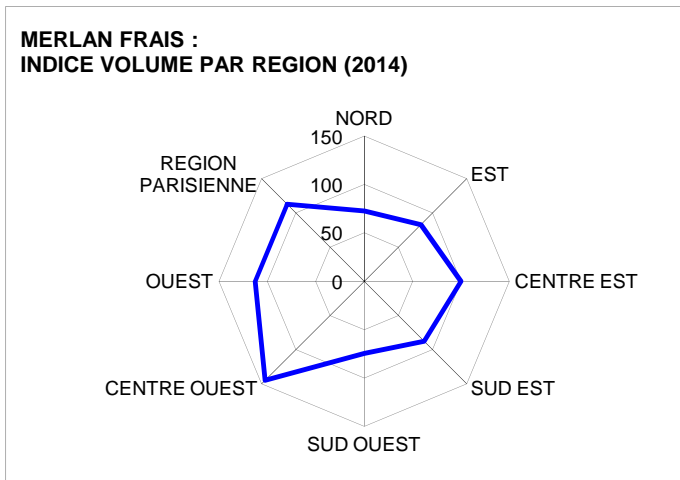 MERLAN FRAIS :
INDICE VOLUME PAR REGION (2014)
NORD
150
REGION
PARISIENNE
EST
100
50
OUEST
0
CENTRE EST
CENTRE OUEST
SUD EST
SUD OUEST